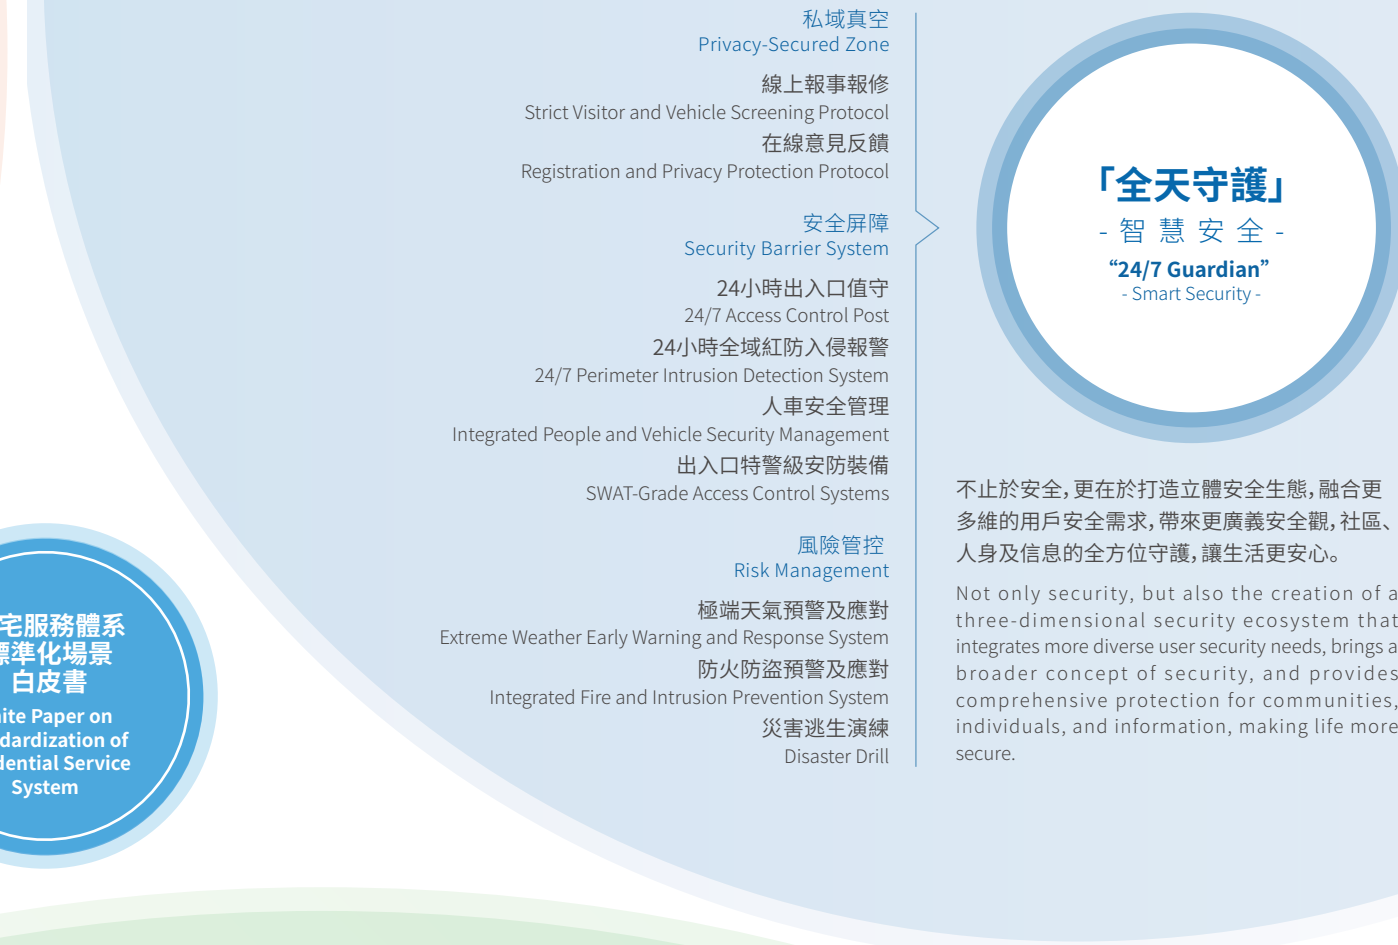 私域真空
Privacy-Secured Zone
線上報事報修
Strict Visitor and Vehicle Screening Protocol
在線意見反饋
Registration and Privacy Protection Protocol
安全屏障
Security Barrier System
24小時出入口值守
24/7 Access Control Post
24小時全域紅防入侵報警
24/7 Perimeter Intrusion Detection System
人車安全管理
Integrated People and Vehicle Security Management
出入口特警級安防裝備
SWAT-Grade Access Control Systems
風險管控
Risk Management
極端天氣預警及應對
Extreme Weather Early Warning and Response System
防火防盜預警及應對
Integrated Fire and Intrusion Prevention System
災害逃生演練
Disaster Drill
「全天守護」
- 智慧安全 -
“24/7 Guardian”
- Smart Security -
不止於安全，更在於打造立體安全生態，融合更
多維的用戶安全需求，帶來更廣義安全觀，社區、
人身及信息的全方位守護，讓生活更安心。
Not only security, but also the creation of a
three-dimensional security ecosystem that
integrates more diverse user security needs, brings a
broader concept of security, and provides
comprehensive protection for communities,
individuals, and information, making life more
secure.
宅服務體系
標準化場景
白皮書
ite Paper on
dardization of
dential Service
System